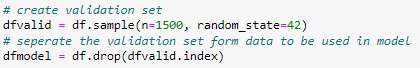 # create validation set
dfvalid = df.sample(n=1500, random_state=42)
# seperate the validation set form data to be used in model
dfmodel = df.drop(dfvalid.index)